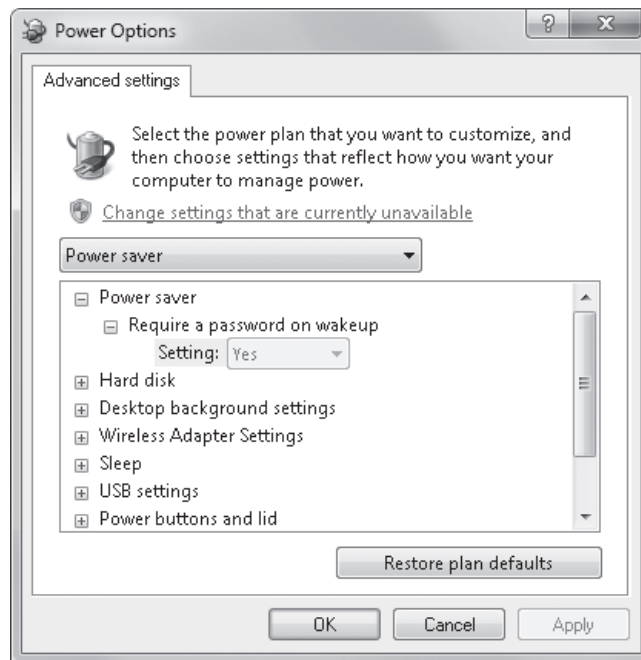 Power Options
Advanced settings
Select the power plan that you want to customize, and
then choose settings that reflect how you want your
computer to manage power.
Change settings that are currently unavailable
Power saver
Power saver
Require a password on wakeup
Setting: Yes
Hard disk
Desktop background settings
Wireless Adapter Settings
Sleep
USB settings
Power buttons and lid
Restore plan defaults
OK Cancel Apply